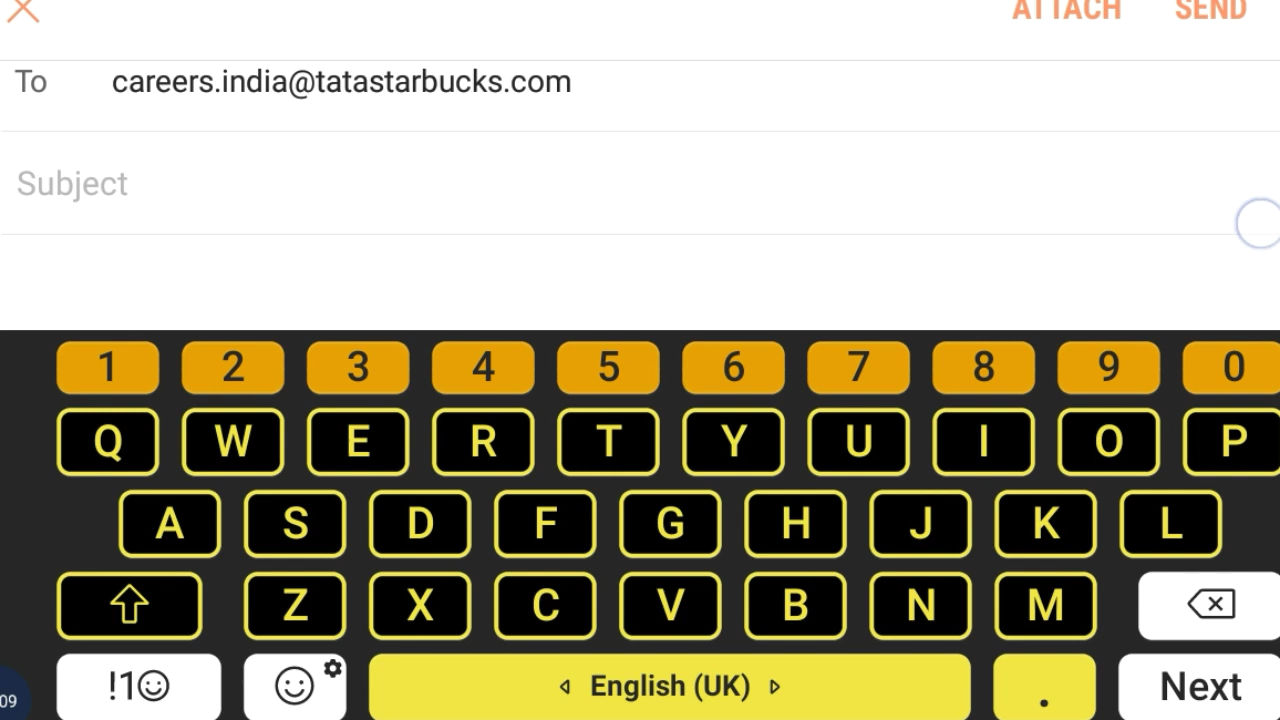 ATTACH SEND
To careers.india@tatastarbucks.com
Subject
1 2 3 4 5 6 7 8 9 0
Q W E R T Y U I O P
A S D F G H J K L
Z X C V B N M
!1☺ English (UK) . Next
09